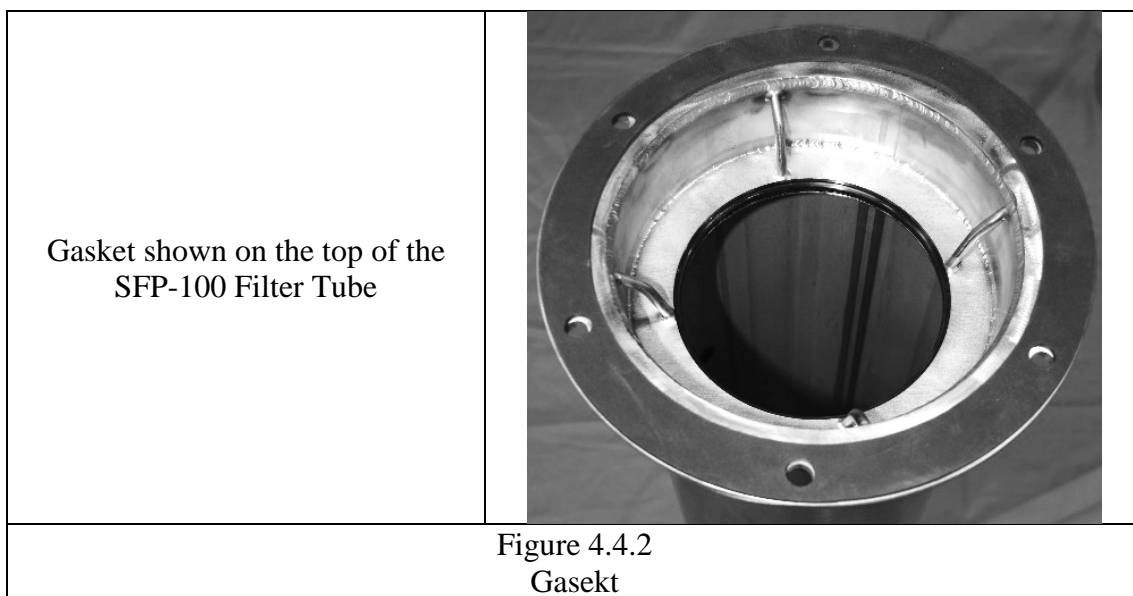 Gasket shown on the top of the
SFP-100 Filter Tube
Figure 4.4.2
Gasekt